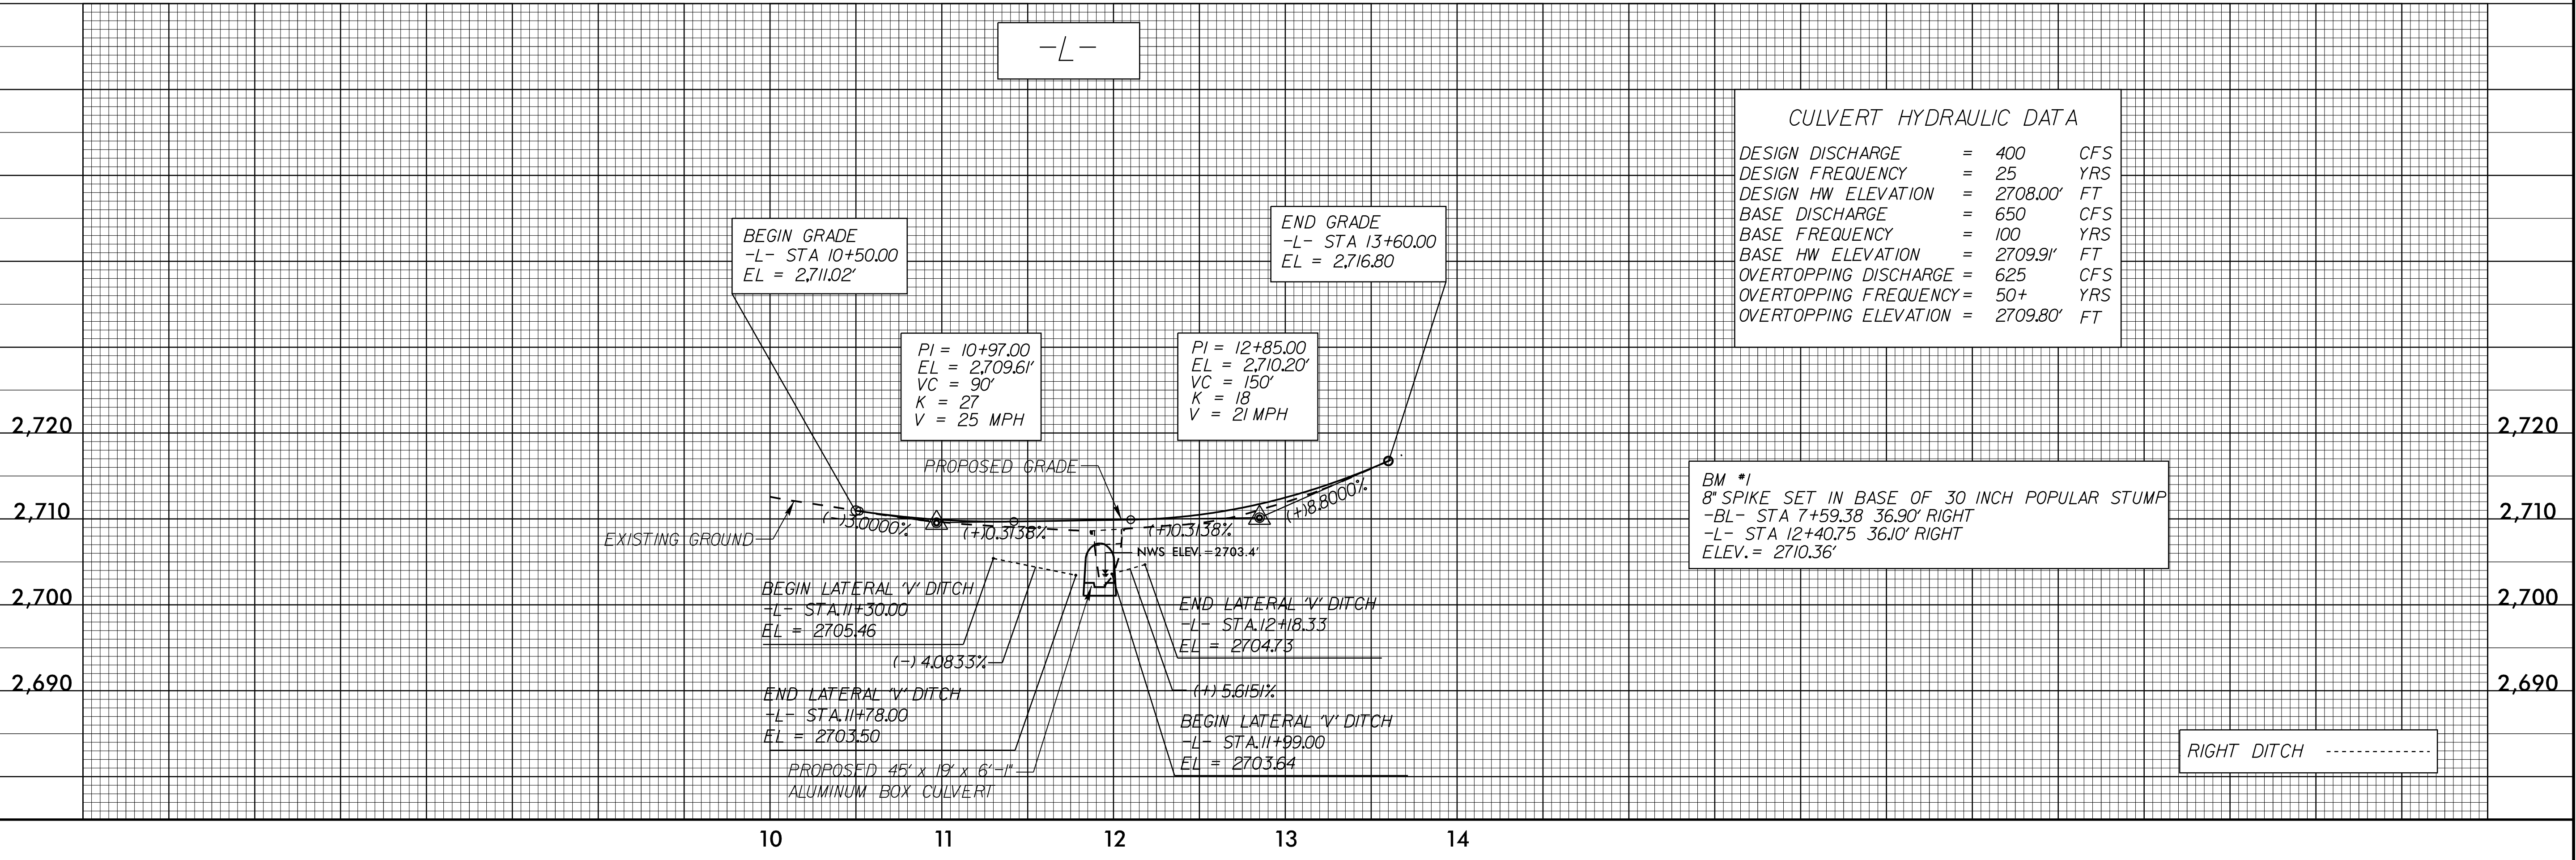 -L-
CULVERT HYDRAULIC DATA
DESIGN DISCHARGE = 400 CFS
DESIGN FREQUENCY = 25 YRS
DESIGN HW ELEVATION = 2708.00' FT
BASE DISCHARGE = 650 CFS
BASE FREQUENCY = 100 YRS
BASE HW ELEVATION = 2709.91' FT
OVERTOPPING DISCHARGE = 625 CFS
OVERTOPPING FREQUENCY = 50+ YRS
OVERTOPPING ELEVATION = 2709.80' FT
BEGIN GRADE
-L- STA 10+50.00
EL = 2,711.02'
END GRADE
-L- STA 13+60.00
EL = 2,716.80
PI = 10+97.00
EL = 2,709.61'
VC = 90'
K = 27
V = 25 MPH
PI = 12+85.00
EL = 2,710.20'
VC = 150'
K = 18
V = 21 MPH
2,720
2,720
PROPOSED GRADE
BM #1
8" SPIKE SET IN BASE OF 30 INCH POPULAR STUMP
-BL- STA 7+59.38 36.90' RIGHT
-L- STA 12+40.75 36.10' RIGHT
ELEV.= 2710.36'
2,710
2,710
(-)3.0000%
(+)0.3138%
(+)0.3138%
(+)8.8000%
EXISTING GROUND
NWS ELEV.=2703.4'
2,700
2,700
BEGIN LATERAL 'V' DITCH
-L- STA.11+30.00
EL = 2705.46
END LATERAL 'V' DITCH
-L- STA.12+18.33
EL = 2704.73
(-) 4.0833%
2,690
2,690
(+) 5.6151%
END LATERAL 'V' DITCH
-L- STA.11+78.00
EL = 2703.50
BEGIN LATERAL 'V' DITCH
-L- STA.11+99.00
EL = 2703.64
PROPOSED 45' x 19' x 6'-1"
ALUMINUM BOX CULVERT
RIGHT DITCH
10 11 12 13 14